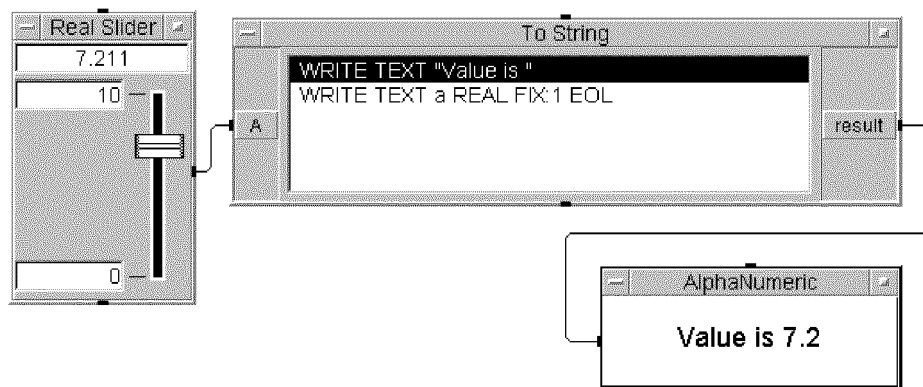 Real Slider
7.211
10
0
To String
WRITE TEXT "Value is "
WRITE TEXT a REAL FIX:1 EOL
A
result
AlphaNumeric
Value is 7.2